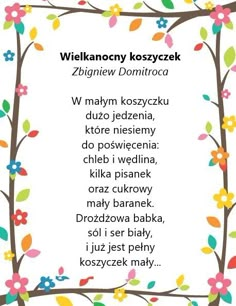 Wielkanocny koszyczek
Zbigniew Domitroca
W małym koszyczku
dużo jedzenia,
które niesiemy
do poświęcenia:
chleb i wędlina,
kilka pisanek
oraz cukrowy
mały baranek.
Drożdżowa babka,
sól i ser biały,
i już jest pełny
koszyczek mały...